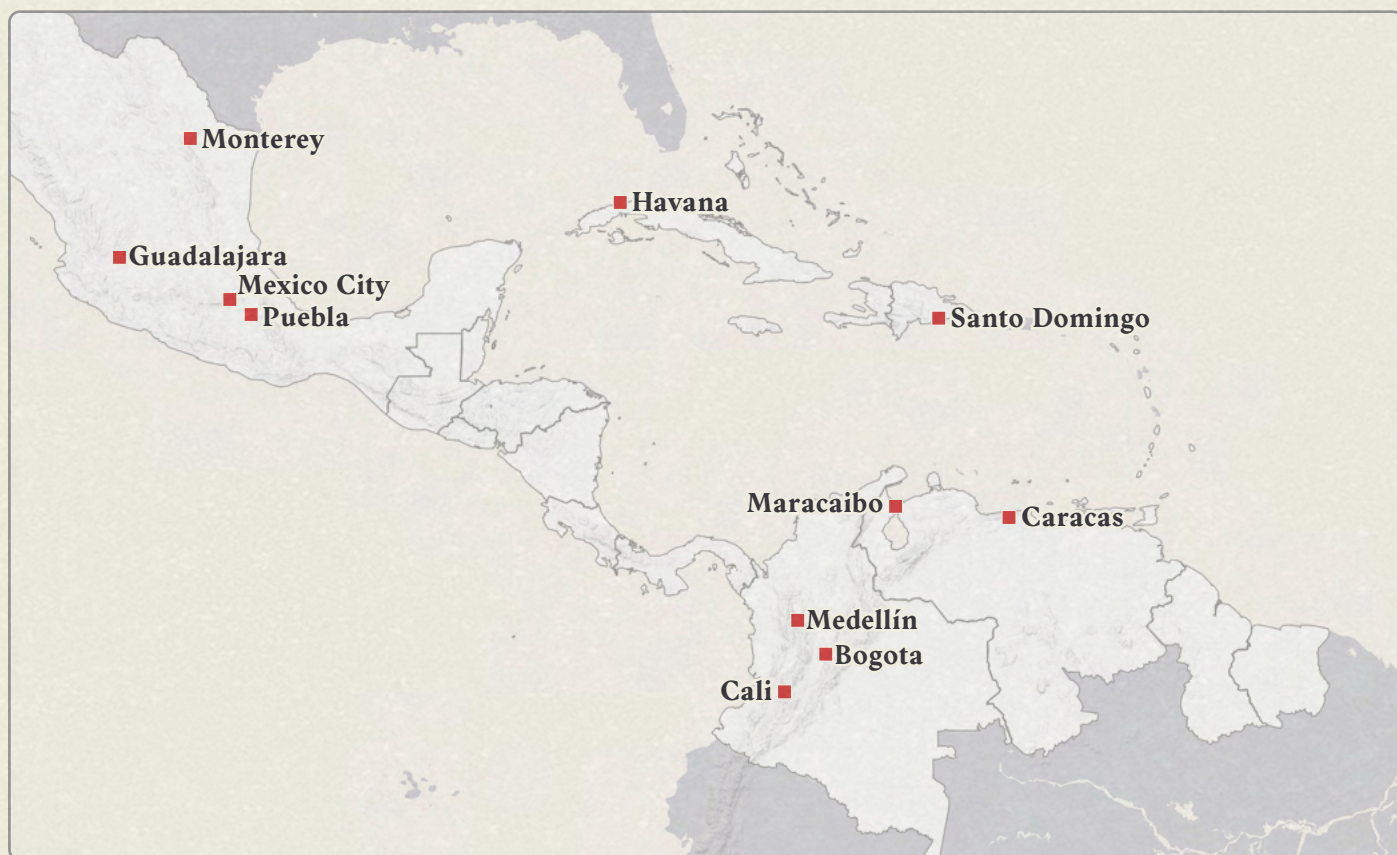 Monterey
Havana
Guadalajara
Mexico City
Puebla
Santo Domingo
Maracaibo
Caracas
Medellín
Bogota
Cali